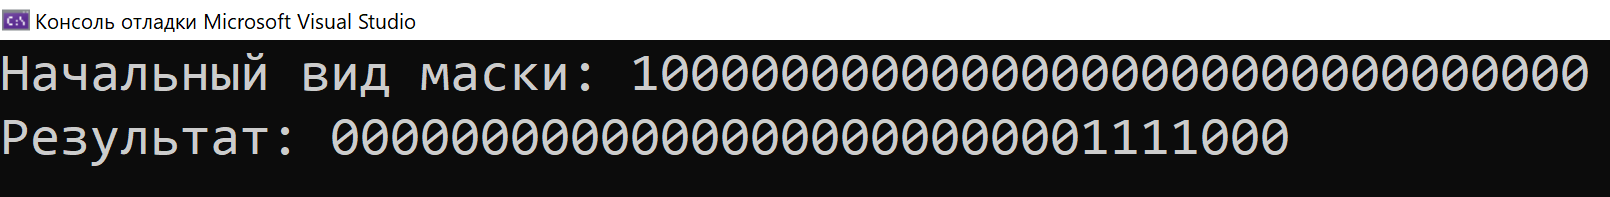 Консоль отладки Microsoft Visual Studio
Начальный вид маски: 10000000000000000000000000000000
Результат: 00000000000000000000000001111000